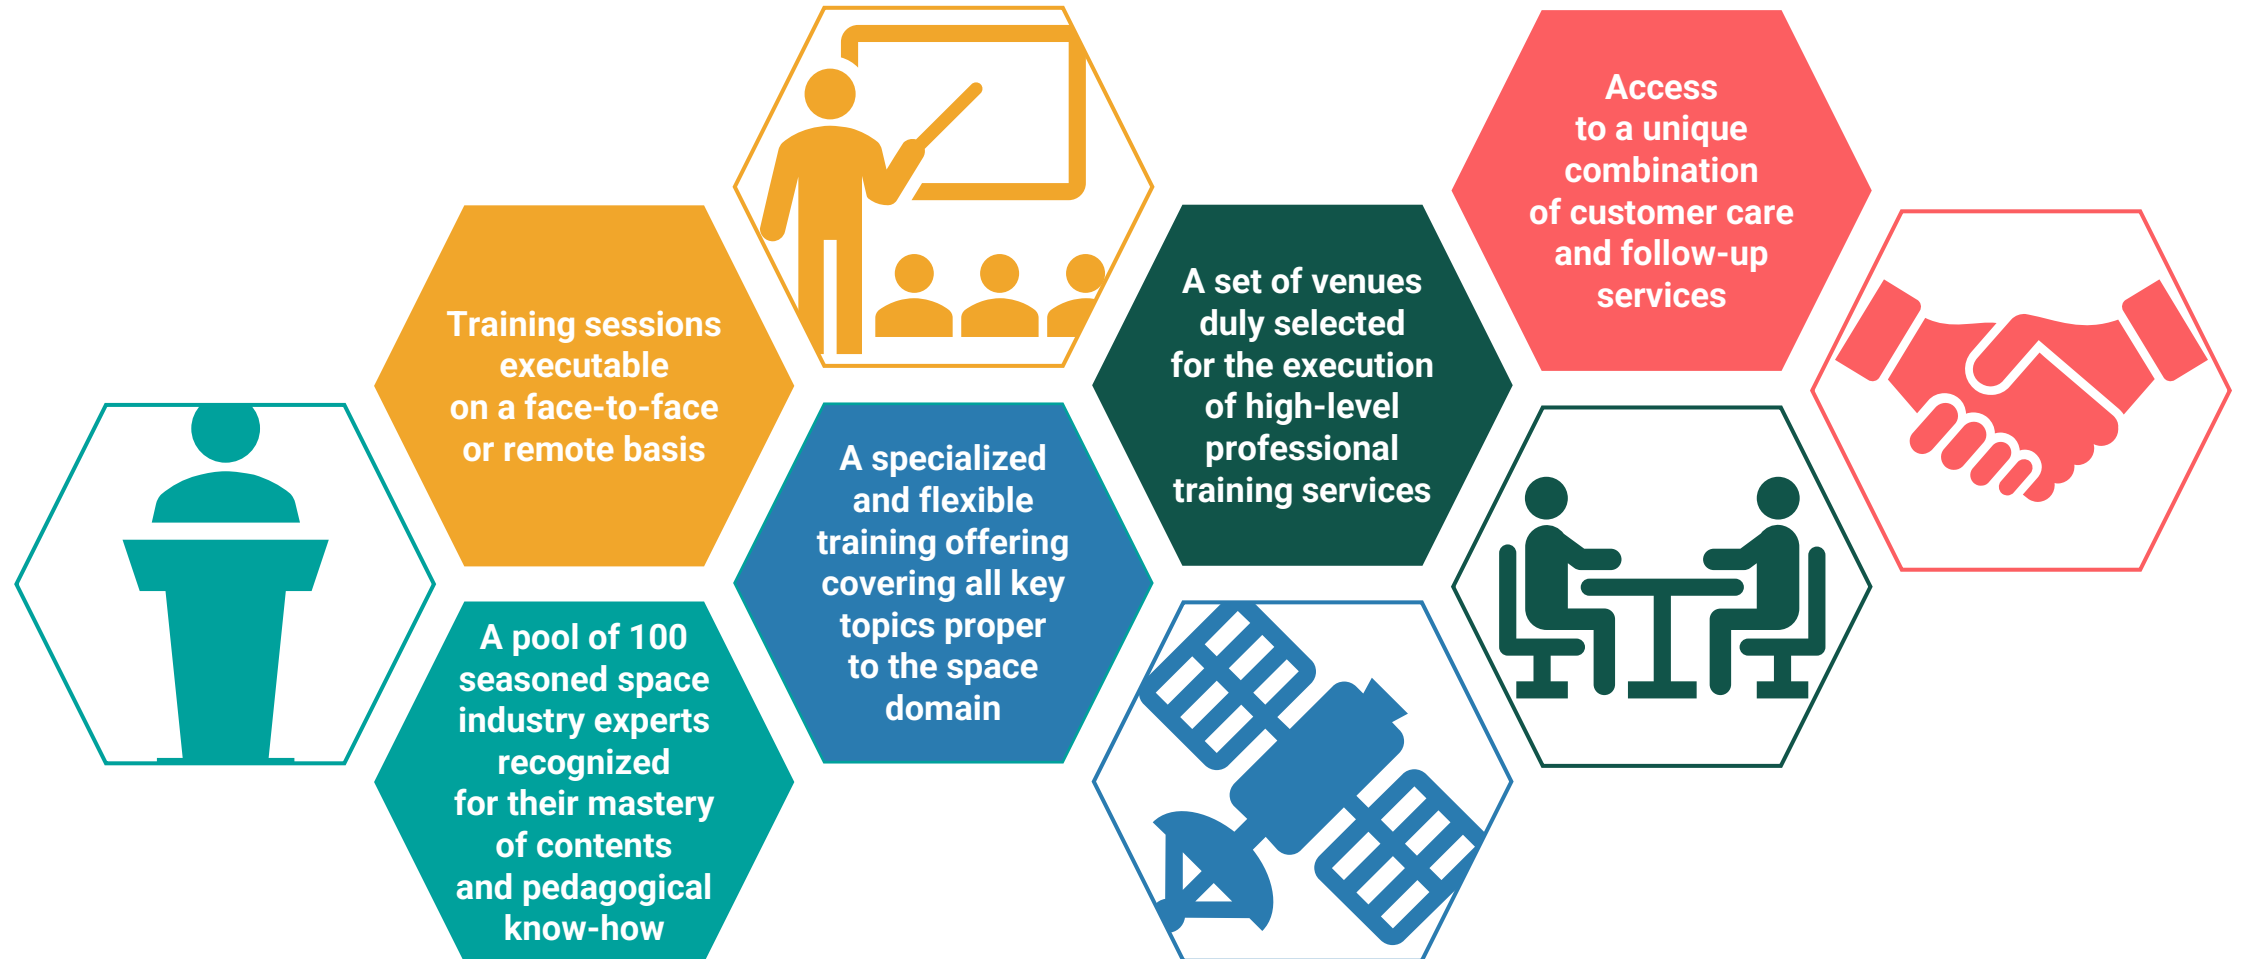 Training sessions
executable
on a face-to-face
or remote basis
A pool of 100
seasoned space
industry experts
recognized
for their mastery
of contents
and pedagogical
know-how
A specialized
and flexible
training offering
covering all key
topics proper
to the space
domain
A set of venues
duly selected
for the execution
of high-level
professional
training services
Access
to a unique
combination
of customer care
and follow-up
services